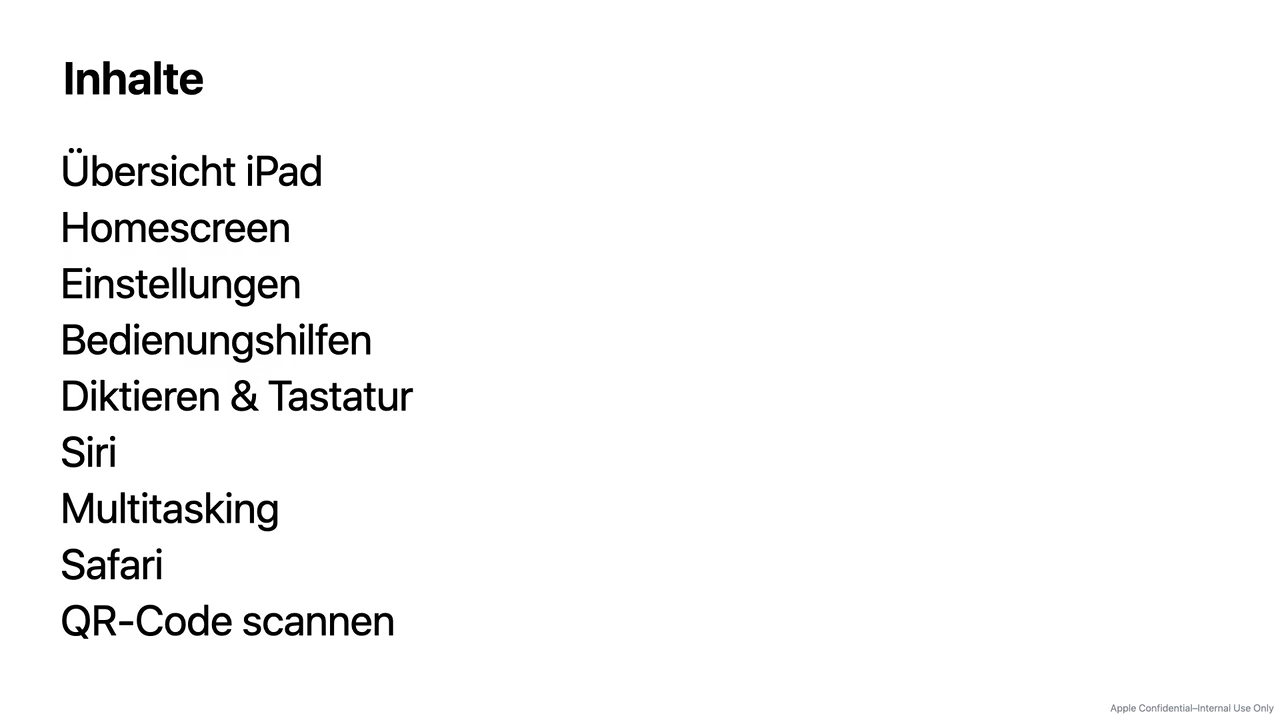 Inhalte
Übersicht iPad
Homescreen
Einstellungen
Bedienungshilfen
Diktieren & Tastatur
Siri
Multitasking
Safari
QR-Code scannen
Apple Confidential–Internal Use Only